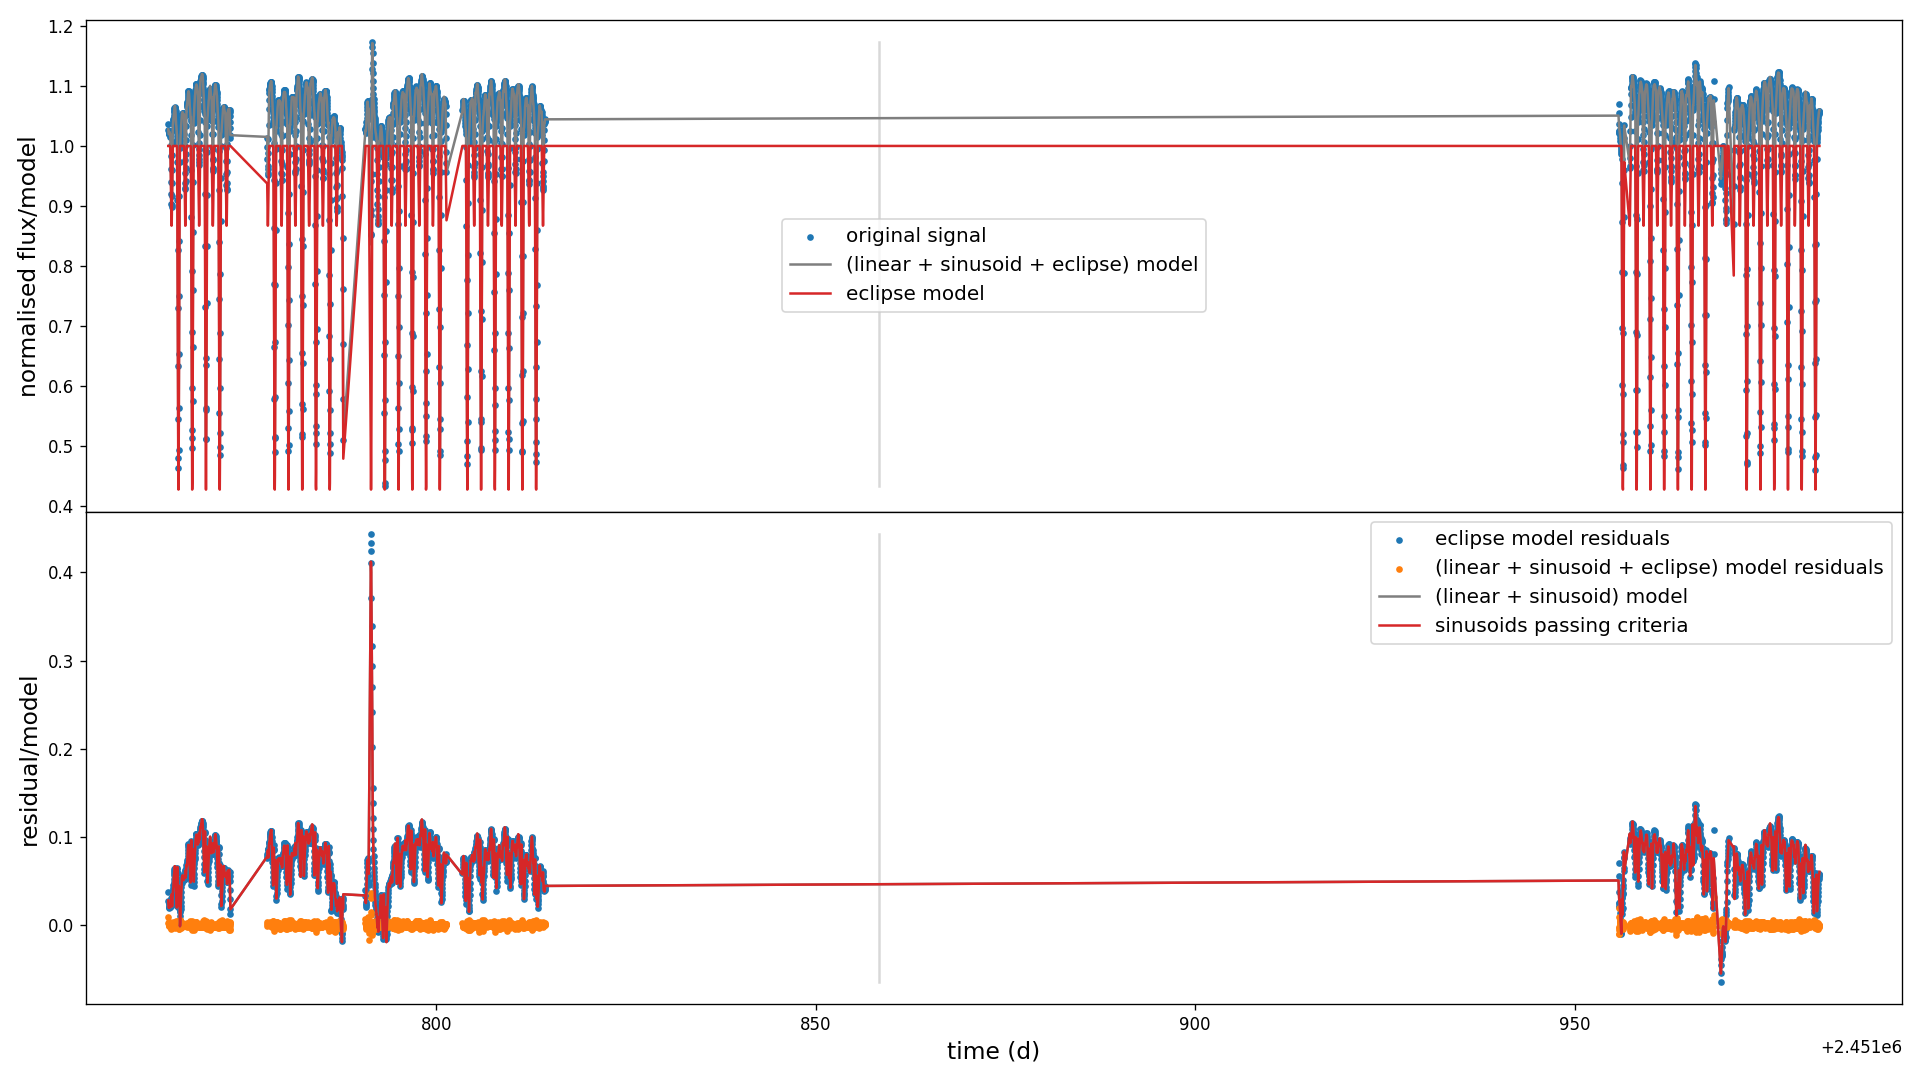 1.2
1.1
1.0
0.9
0.8
0.7
0.6
0.5
0.4
normalised flux/model
original signal
(linear + sinusoid + eclipse) model
eclipse model
0.4
0.3
0.2
0.1
0.0
residual/model
eclipse model residuals
(linear + sinusoid + eclipse) model residuals
(linear + sinusoid) model
sinusoids passing criteria
800
850
900
950
time (d)
+2.451e6